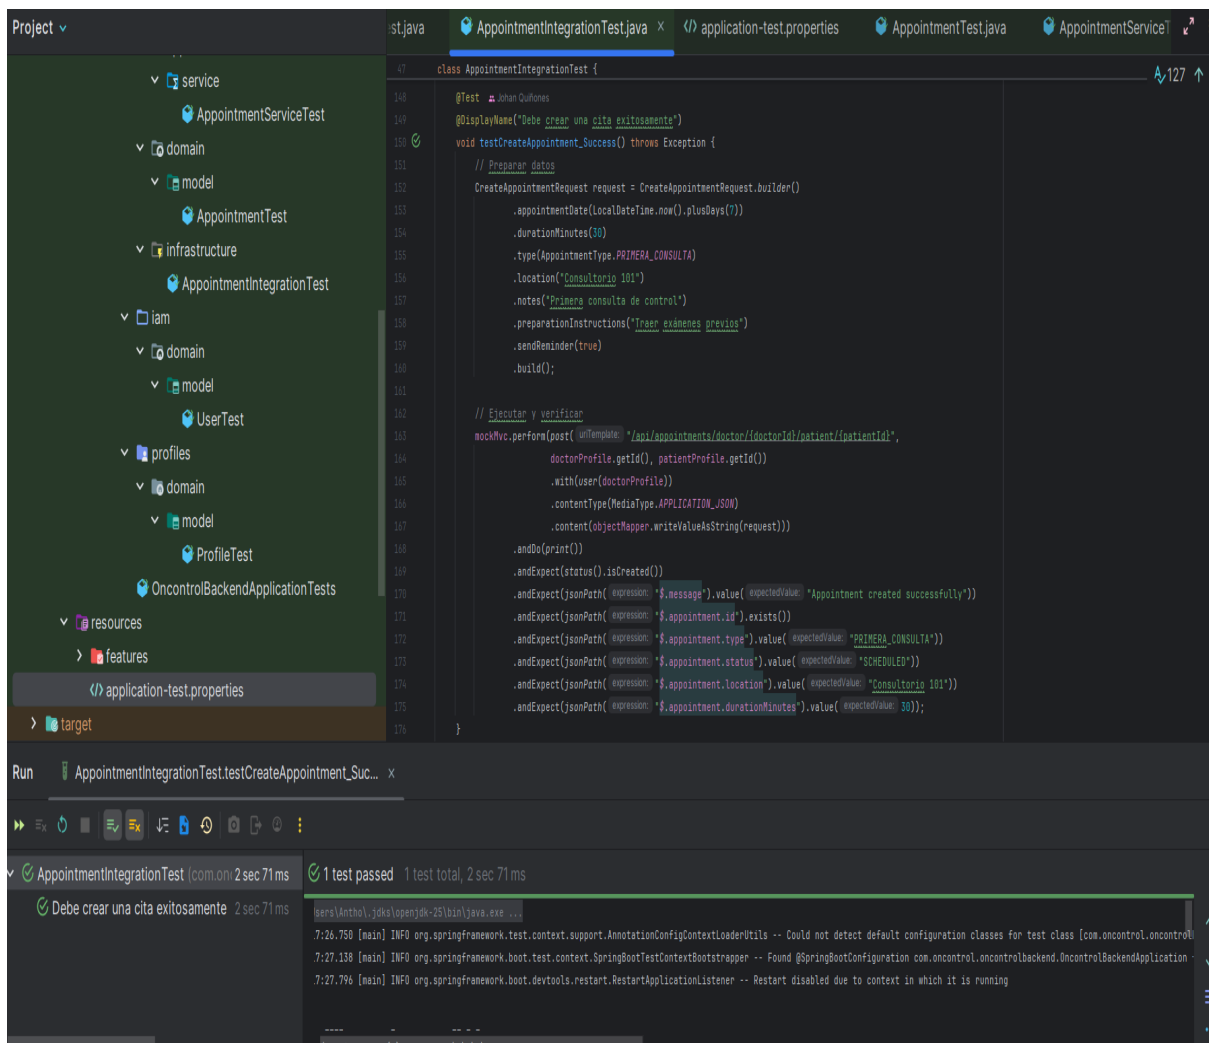 Project
st.java
AppointmentIntegrationTest.java
application-test.properties
AppointmentTest.java
AppointmentServiceT
service
AppointmentServiceTest
domain
model
AppointmentTest
infrastructure
AppointmentIntegrationTest
iam
domain
model
UserTest
profiles
domain
model
ProfileTest
OncontrolBackendApplicationTests
resources
features
application-test.properties
target
127
47 class AppointmentIntegrationTest {
148 @Test Johan Quiñones
149 @DisplayName("Debe crear una cita exitosamente")
150 void testCreateAppointment_Success() throws Exception {
151 // Preparar datos
152 CreateAppointmentRequest request = CreateAppointmentRequest.builder()
153 .appointmentDate(LocalDateTime.now().plusDays(7))
154 .durationMinutes(30)
155 .type(AppointmentType.PRIMERA_CONSULTA)
156 .location("Consultorio 101")
157 .notes("Primera consulta de control")
158 .preparationInstructions("Traer exámenes previos")
159 .sendReminder(true)
160 .build();
161
162 // Ejecutar y verificar
163 mockMvc.perform(post( uriTemplate: "/api/appointments/doctor/{doctorId}/patient/{patientId}",
164 doctorProfile.getId(), patientProfile.getId())
165 .with(user(doctorProfile))
166 .contentType(MediaType.APPLICATION_JSON)
167 .content(objectMapper.writeValueAsString(request)))
168 .andDo(print())
169 .andExpect(status().isCreated())
170 .andExpect(jsonPath( expression: "$.message").value( expectedValue: "Appointment created successfully"))
171 .andExpect(jsonPath( expression: "$.appointment.id").exists())
172 .andExpect(jsonPath( expression: "$.appointment.type").value( expectedValue: "PRIMERA_CONSULTA"))
173 .andExpect(jsonPath( expression: "$.appointment.status").value( expectedValue: "SCHEDULED"))
174 .andExpect(jsonPath( expression: "$.appointment.location").value( expectedValue: "Consultorio 101"))
175 .andExpect(jsonPath( expression: "$.appointment.durationMinutes").value( expectedValue: 30));
176 }
Run
AppointmentIntegrationTest.testCreateAppointment_Suc...
AppointmentIntegrationTest (com.on 2 sec 71 ms
Debe crear una cita exitosamente 2 sec 71 ms
1 test passed 1 test total, 2 sec 71 ms
sers\Antho\.jdks\openjdk-25\bin\java.exe ...
7:26.750 [main] INFO org.springframework.test.context.support.AnnotationConfigContextLoaderUtils -- Could not detect default configuration classes for test class [com.oncontrol.oncontrol
7:27.138 [main] INFO org.springframework.boot.test.context.SpringBootTestContextBootstrapper -- Found @SpringBootConfiguration com.oncontrol.oncontrolbackend.OncontrolBackendApplication
7:27.796 [main] INFO org.springframework.boot.devtools.restart.RestartApplicationListener -- Restart disabled due to context in which it is running